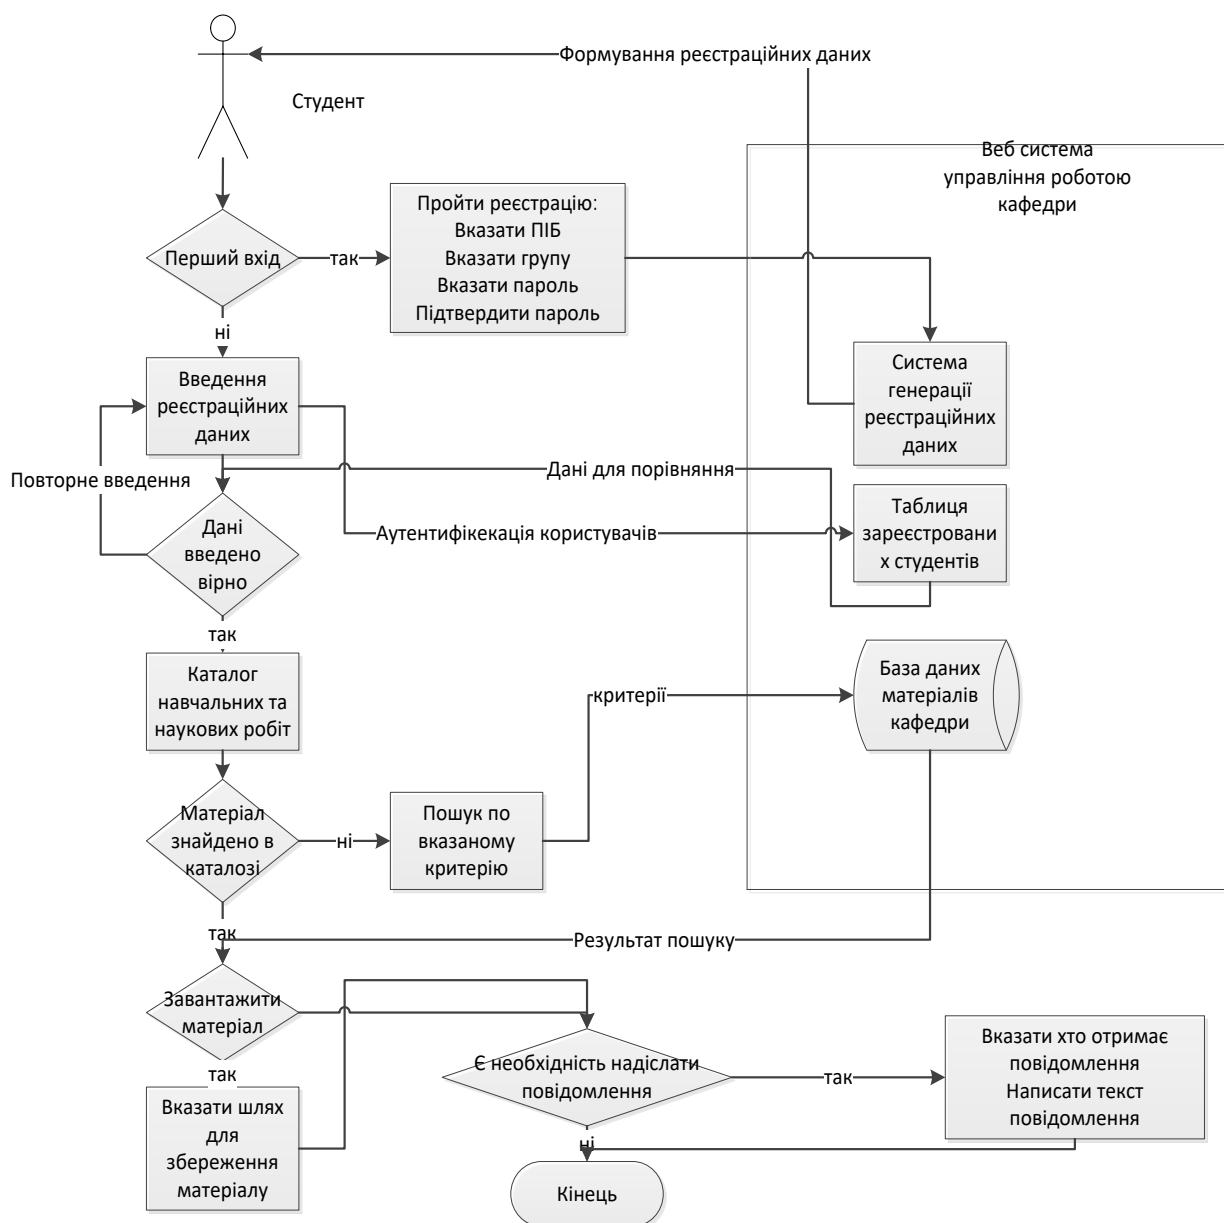 Формування реєстраційних даних
Студент
Веб система
управління роботою
кафедри
Пройти реєстрацію:
Вказати ПІБ
Вказати групу
Вказати пароль
Підтвердити пароль
Перший вхід
так
ні
Система
генерації
реєстраційних
даних
Введення
реєстраційних
даних
Повторне введення
Дані для порівняння
Таблиця
зареєстровани
х студентів
Аутентифікекація користувачів
Дані
введено
вірно
так
Каталог
навчальних та
наукових робіт
База даних
матеріалів
кафедри
критерії
Матеріал
знайдено в
каталозі
ні
Пошук по
вказаному
критерію
так
Результат пошуку
Завантажити
матеріал
так
Є необхідність надіслати
повідомлення
так
Вказати хто отримає
повідомлення
Написати текст
повідомлення
Вказати шлях
для
збереження
матеріалу
ні
Кінець